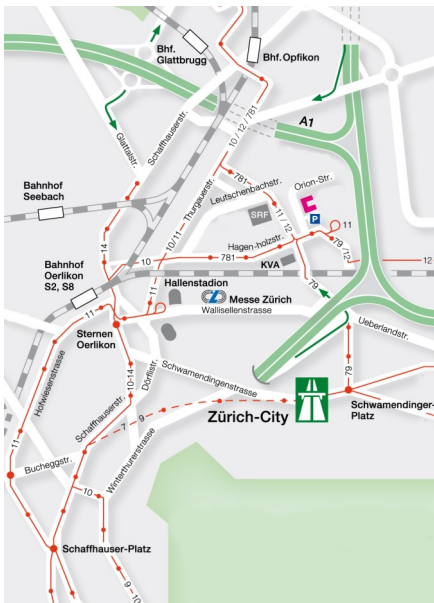 Bhf.
Glattbrugg
Bhf. Opfikon
A1
Glattalstr.
Schaffhauserstr.
10 / 12 / 781
Thurgauerstr.
781
Leutschenbachstr.
Orion-Str.
SRF
P
Bahnhof
Seebach
14
10 / 11
11 / 12
11
10
781
Hagen-holzstr.
79 / 12
12
KVA
79
Bahnhof
Oerlikon
S2, S8
Hallenstadion
Messe Zürich
Wallisellenstrasse
11
Sternen
Oerlikon
Ueberlandstr.
Hofwiesenstrasse
10-14
Dörflistr.
Schwamendingenstrasse
79
Schaffhauserstr.
7
9
Zürich-City
Schwamendinger-
Platz
11
Bucheggstr.
Winterthurerstrasse
10
Schaffhauser-Platz
9 - 10